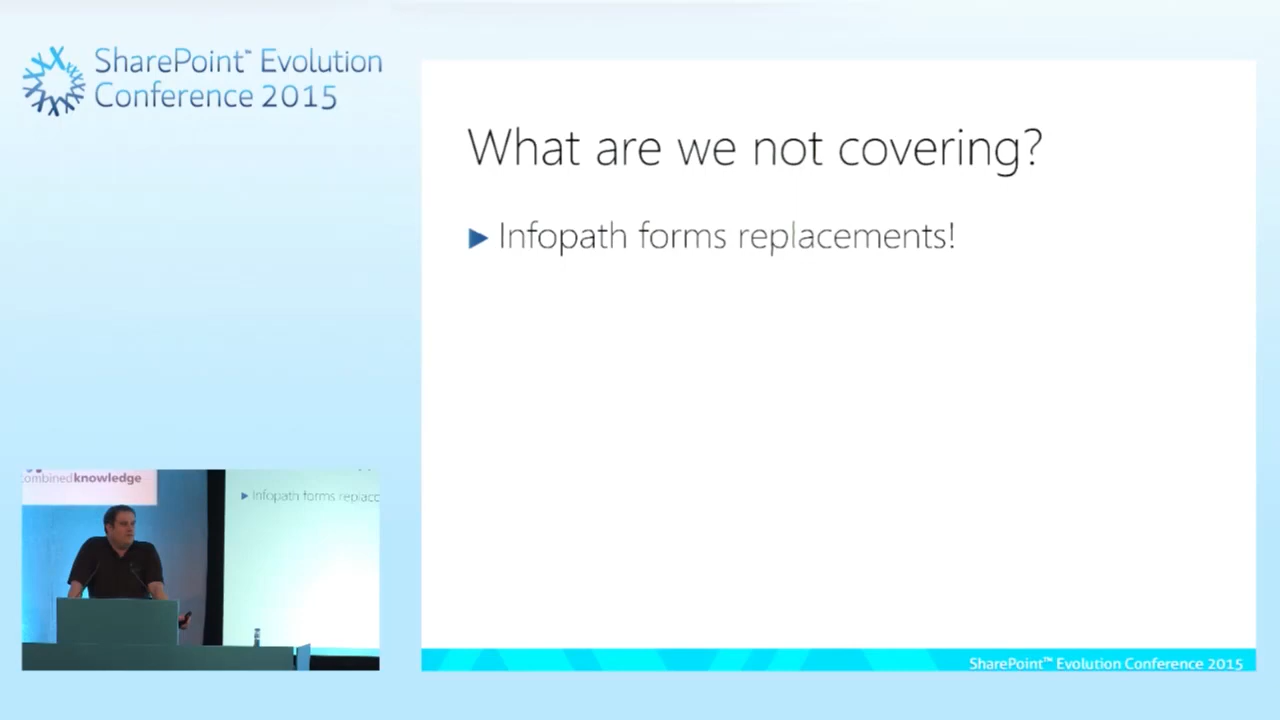 SharePoint™ Evolution
Conference 2015
What are we not covering?
Infopath forms replacements!
combinedknowledge
Infopath forms replac
SharePoint™ Evolution Conference 2015